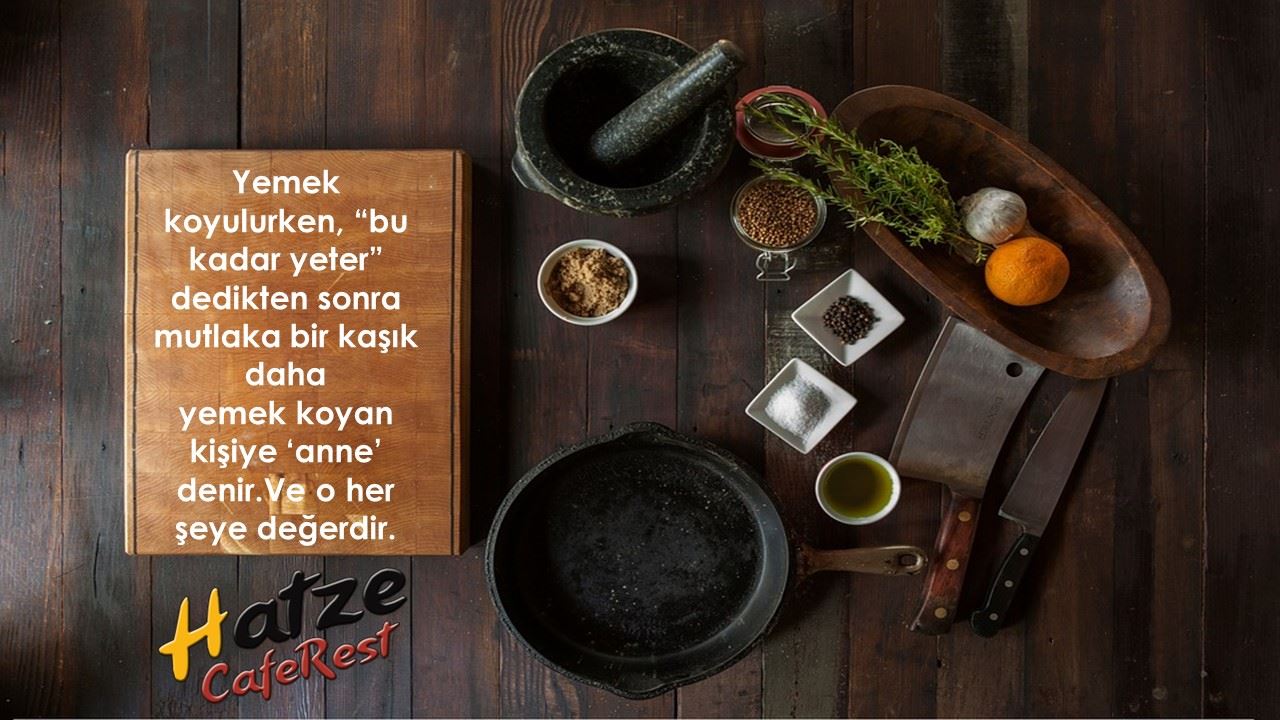 Yemek
koyulurken, “bu
kadar yeter”
dedikten sonra
mutlaka bir kaşık
daha
yemek koyan
kişiye ‘anne’
denir.Ve o her
şeye değerdir.
Hatze
CafeRest